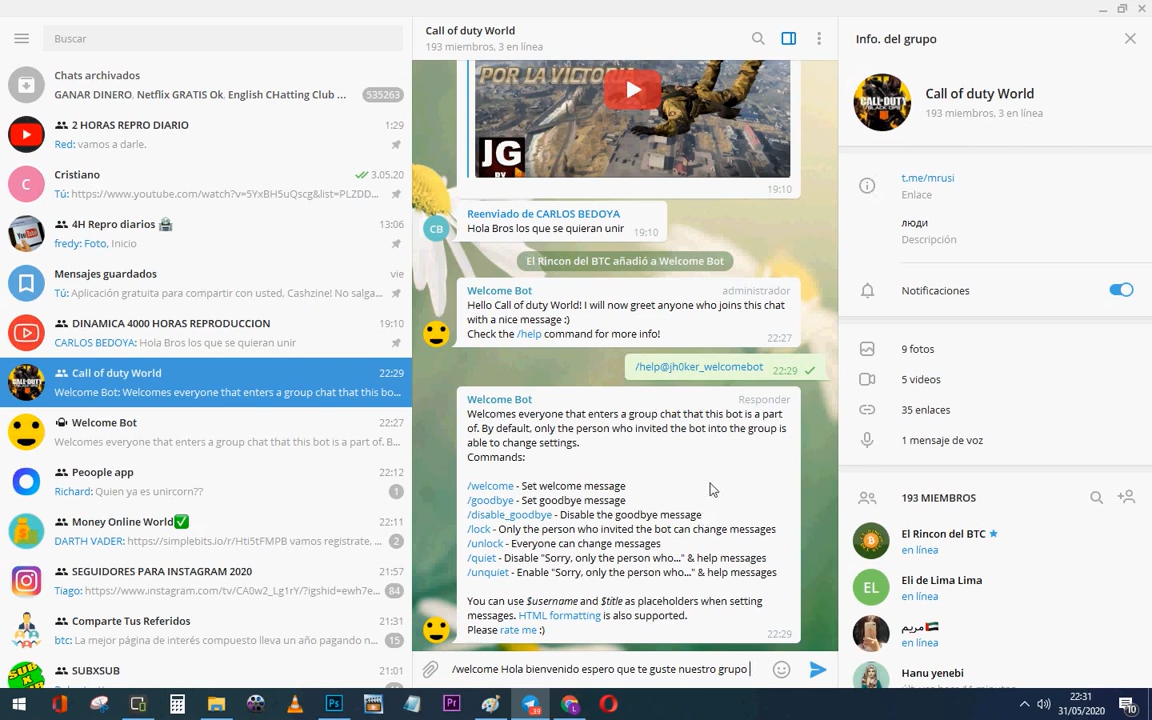 Buscar
Chats archivados
GANAR DINERO, Netflix GRATIS Ok, English CHatting Club ...
535263
2 HORAS REPRO DIARIO
1:29
Red: vamos a darle.
C
Cristiano
3.05.20
Tú: https://www.youtube.com/watch?v=5YxBH5uQscg&list=PLZDD...
4H Repro diarios
13:06
fredy: Foto, Inicio
Mensajes guardados
vie
Tú: Aplicación gratuita para compartir con usted, Cashzine! No salga...
DINAMICA 4000 HORAS REPRODUCCION
19:10
CARLOS BEDOYA: Hola Bros los que se quieran unir
Call of duty World
22:29
Welcome Bot: Welcomes everyone that enters a group chat that this bo...
Welcome Bot
22:27
Welcomes everyone that enters a group chat that this bot is a part of. B...
Peoople app
22:12
Richard: Quien ya es unircorn??
1
Money Online World✅
22:11
DARTH VADER: https://simplebits.io/r/Hti5tFMPB vamos registrate, ...
2
SEGUIDORES PARA INSTAGRAM 2020
21:57
Tiago: https://www.instagram.com/tv/CA0w2_Lg1rY/?igshid=ewh7e...
84
Comparte Tus Referidos
21:31
btc: La mejor página de interés compuesto lleva un año pagando n...
15
SUBXSUB
21:01
Call of duty World
193 miembros, 3 en línea
POR LA VICTORIA
JG
BY
19:10
CB
Reenviado de CARLOS BEDOYA
Hola Bros los que se quieran unir
19:10
El Rincon del BTC añadió a Welcome Bot
Welcome Bot
administrador
Hello Call of duty World! I will now greet anyone who joins this chat
with a nice message :)
Check the /help command for more info!
22:27
/help@jh0ker_welcomebot
22:29
Welcome Bot
Responder
Welcomes everyone that enters a group chat that this bot is a part
of. By default, only the person who invited the bot into the group is
able to change settings.
Commands:
/welcome - Set welcome message
/goodbye - Set goodbye message
/disable_goodbye - Disable the goodbye message
/lock - Only the person who invited the bot can change messages
/unlock - Everyone can change messages
/quiet - Disable "Sorry, only the person who..." & help messages
/unquiet - Enable "Sorry, only the person who..." & help messages
You can use $username and $title as placeholders when setting
messages. HTML formatting is also supported.
Please rate me :)
22:29
/welcome Hola bienvenido espero que te guste nuestro grupo
Info. del grupo
CALL·DUTY
Call of duty World
193 miembros, 3 en línea
t.me/mrusi
Enlace
люди
Descripción
Notificaciones
9 fotos
5 videos
35 enlaces
1 mensaje de voz
193 MIEMBROS
El Rincon del BTC
en línea
EL
Eli de Lima Lima
en línea
مريم🇦🇪
en línea
Hanu yenebi
Ps
Pr
22:31
31/05/2020
10